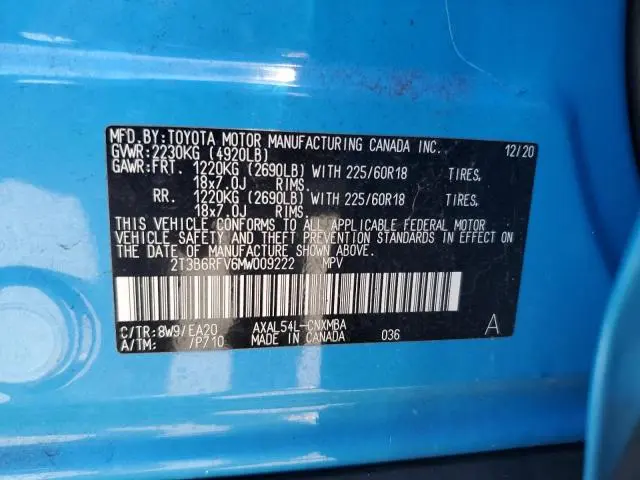 MFD.BY:TOYOTA MOTOR MANUFACTURING CANADA INC. 12/20
GVWR:2230KG (4920LB)
GAWR:FRT. 1220KG (2690LB) WITH 225/60R18 TIRES,
18x7.0J RIMS.
RR. 1220KG (2690LB) WITH 225/60R18 TIRES,
18x7.0J RIMS.
THIS VEHICLE CONFORMS TO ALL APPLICABLE FEDERAL MOTOR
VEHICLE SAFETY AND THEFT PREVENTION STANDARDS IN EFFECT ON
THE DATE OF MANUFACTURE SHOWN ABOVE.
2T3B6RFV6MW009222 MPV
C/TR:8W9/EA20 AXAL54L-CNXMBA A
A/TM: /P710 MADE IN CANADA 036